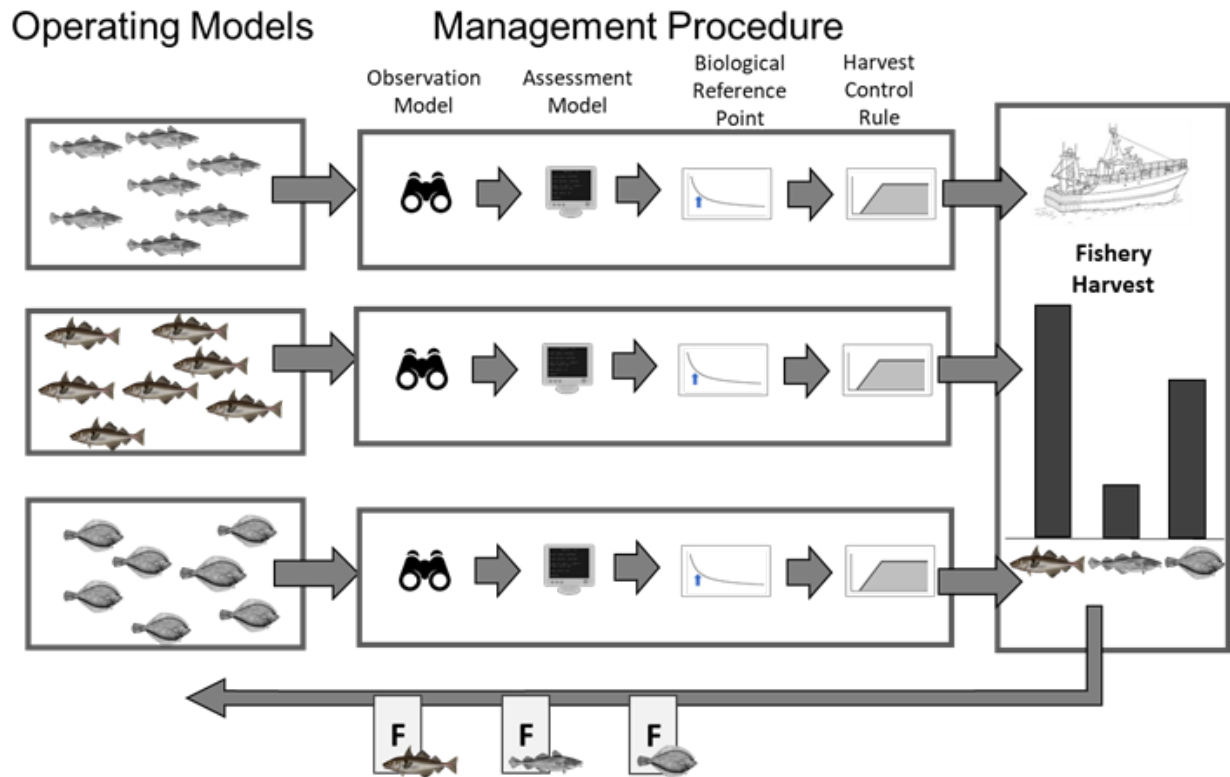 Operating Models
Management Procedure
Observation
Model
Assessment
Model
Biological
Reference
Point
Harvest
Control
Rule
Fishery
Harvest
F
F
F